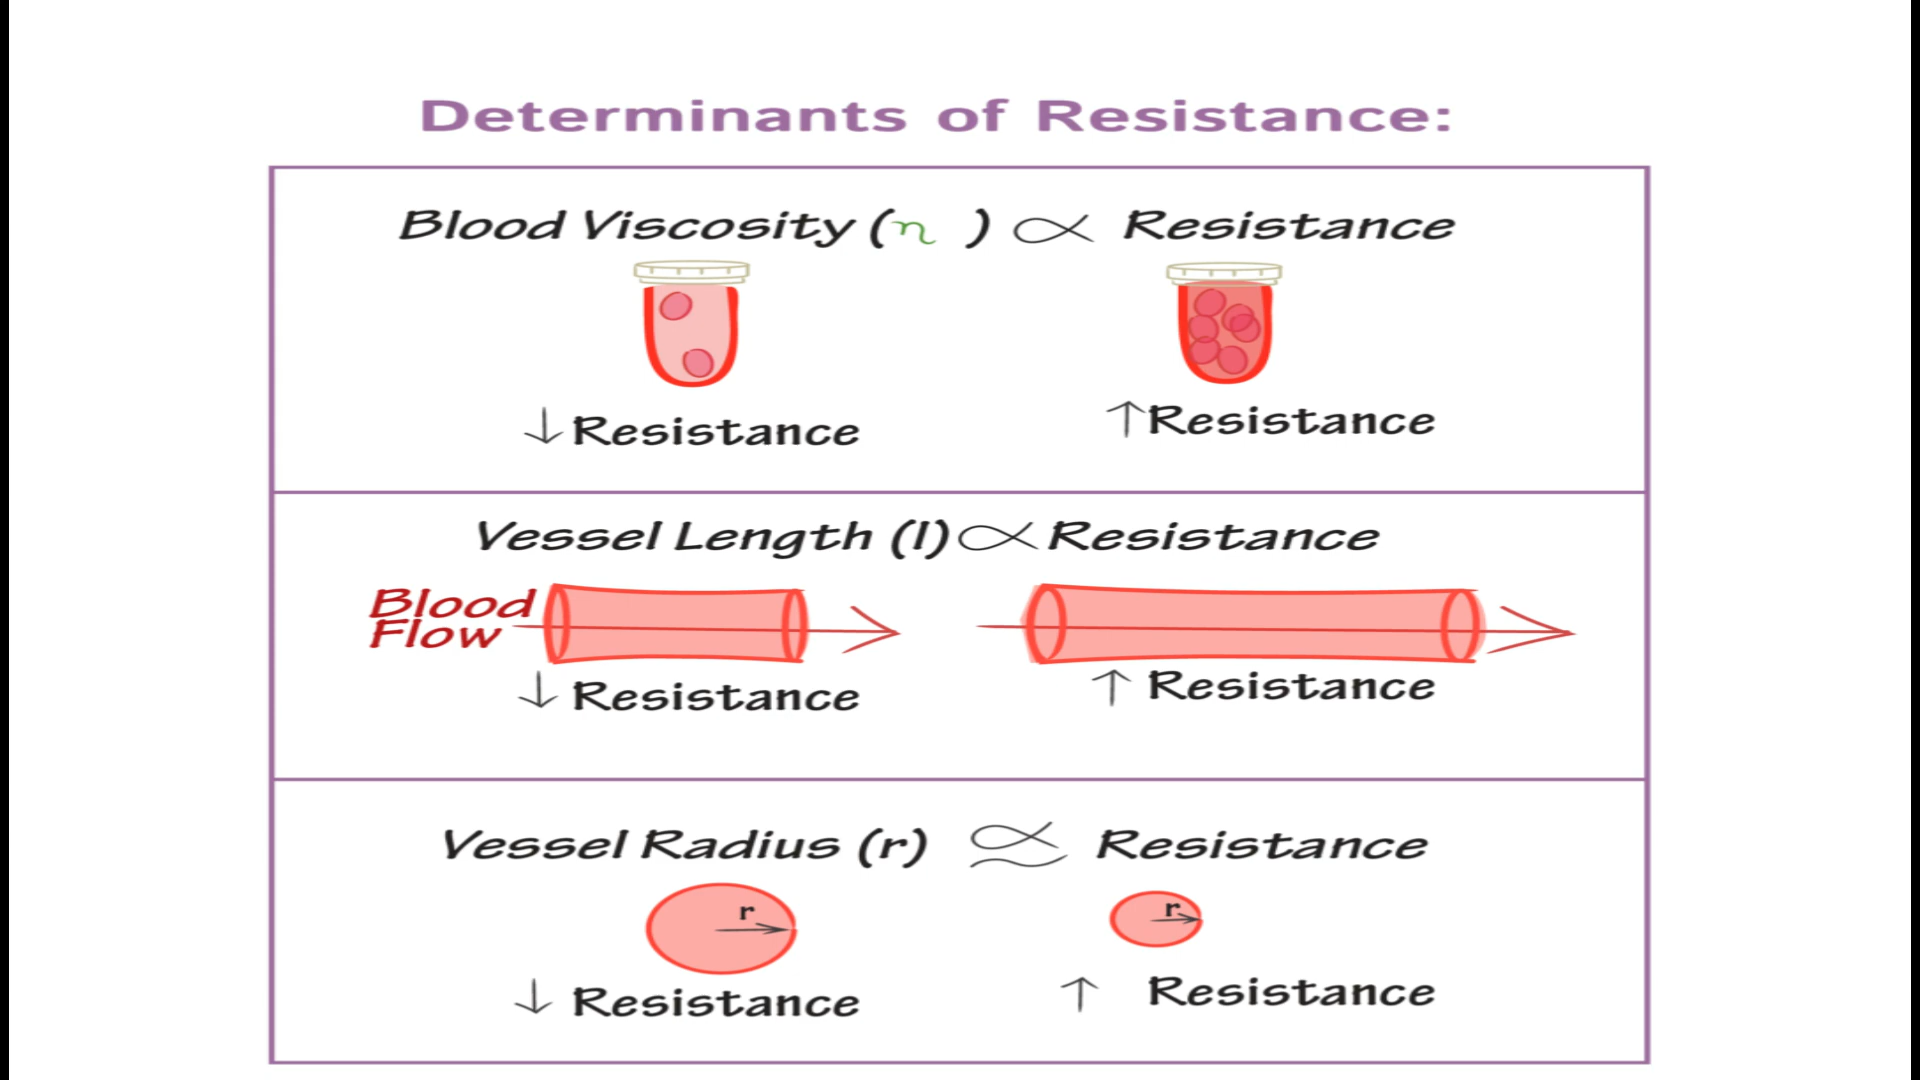 Determinants of Resistance:
Blood Viscosity (η ) ∝ Resistance
↓ Resistance
↑ Resistance
Vessel Length (l) ∝ Resistance
Blood
Flow
↓ Resistance
↑ Resistance
Vessel Radius (r) ∝ Resistance
r
r
↓ Resistance
↑ Resistance